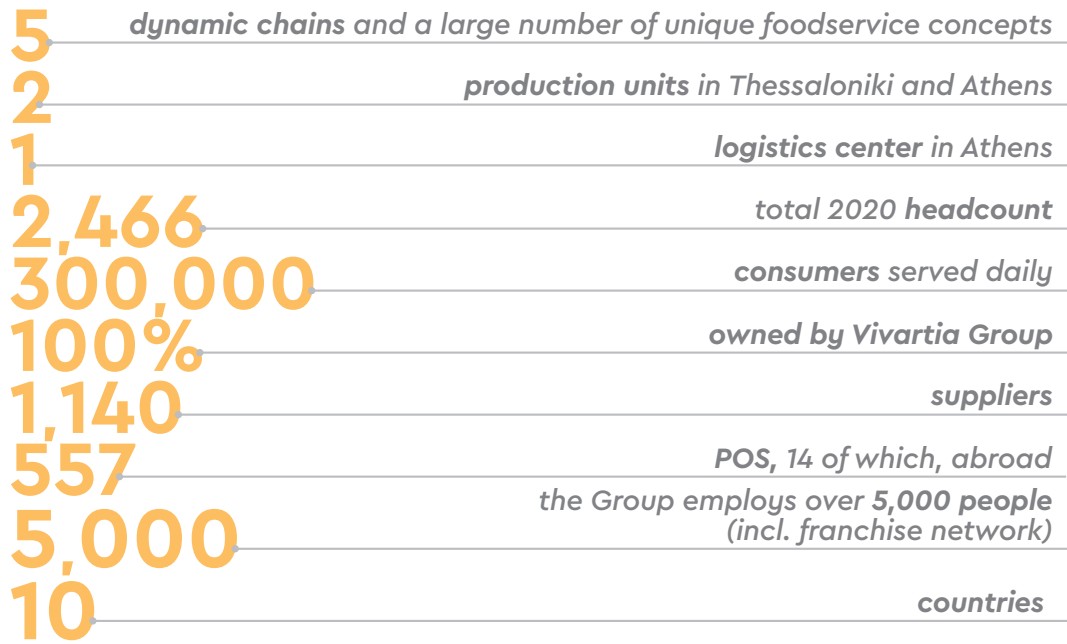 5 dynamic chains and a large number of unique foodservice concepts
2 production units in Thessaloniki and Athens
1 logistics center in Athens
2,466 total 2020 headcount
300,000 consumers served daily
100% owned by Vivartia Group
1,140 suppliers
557 POS, 14 of which, abroad
5,000 the Group employs over 5,000 people
(incl. franchise network)
10 countries